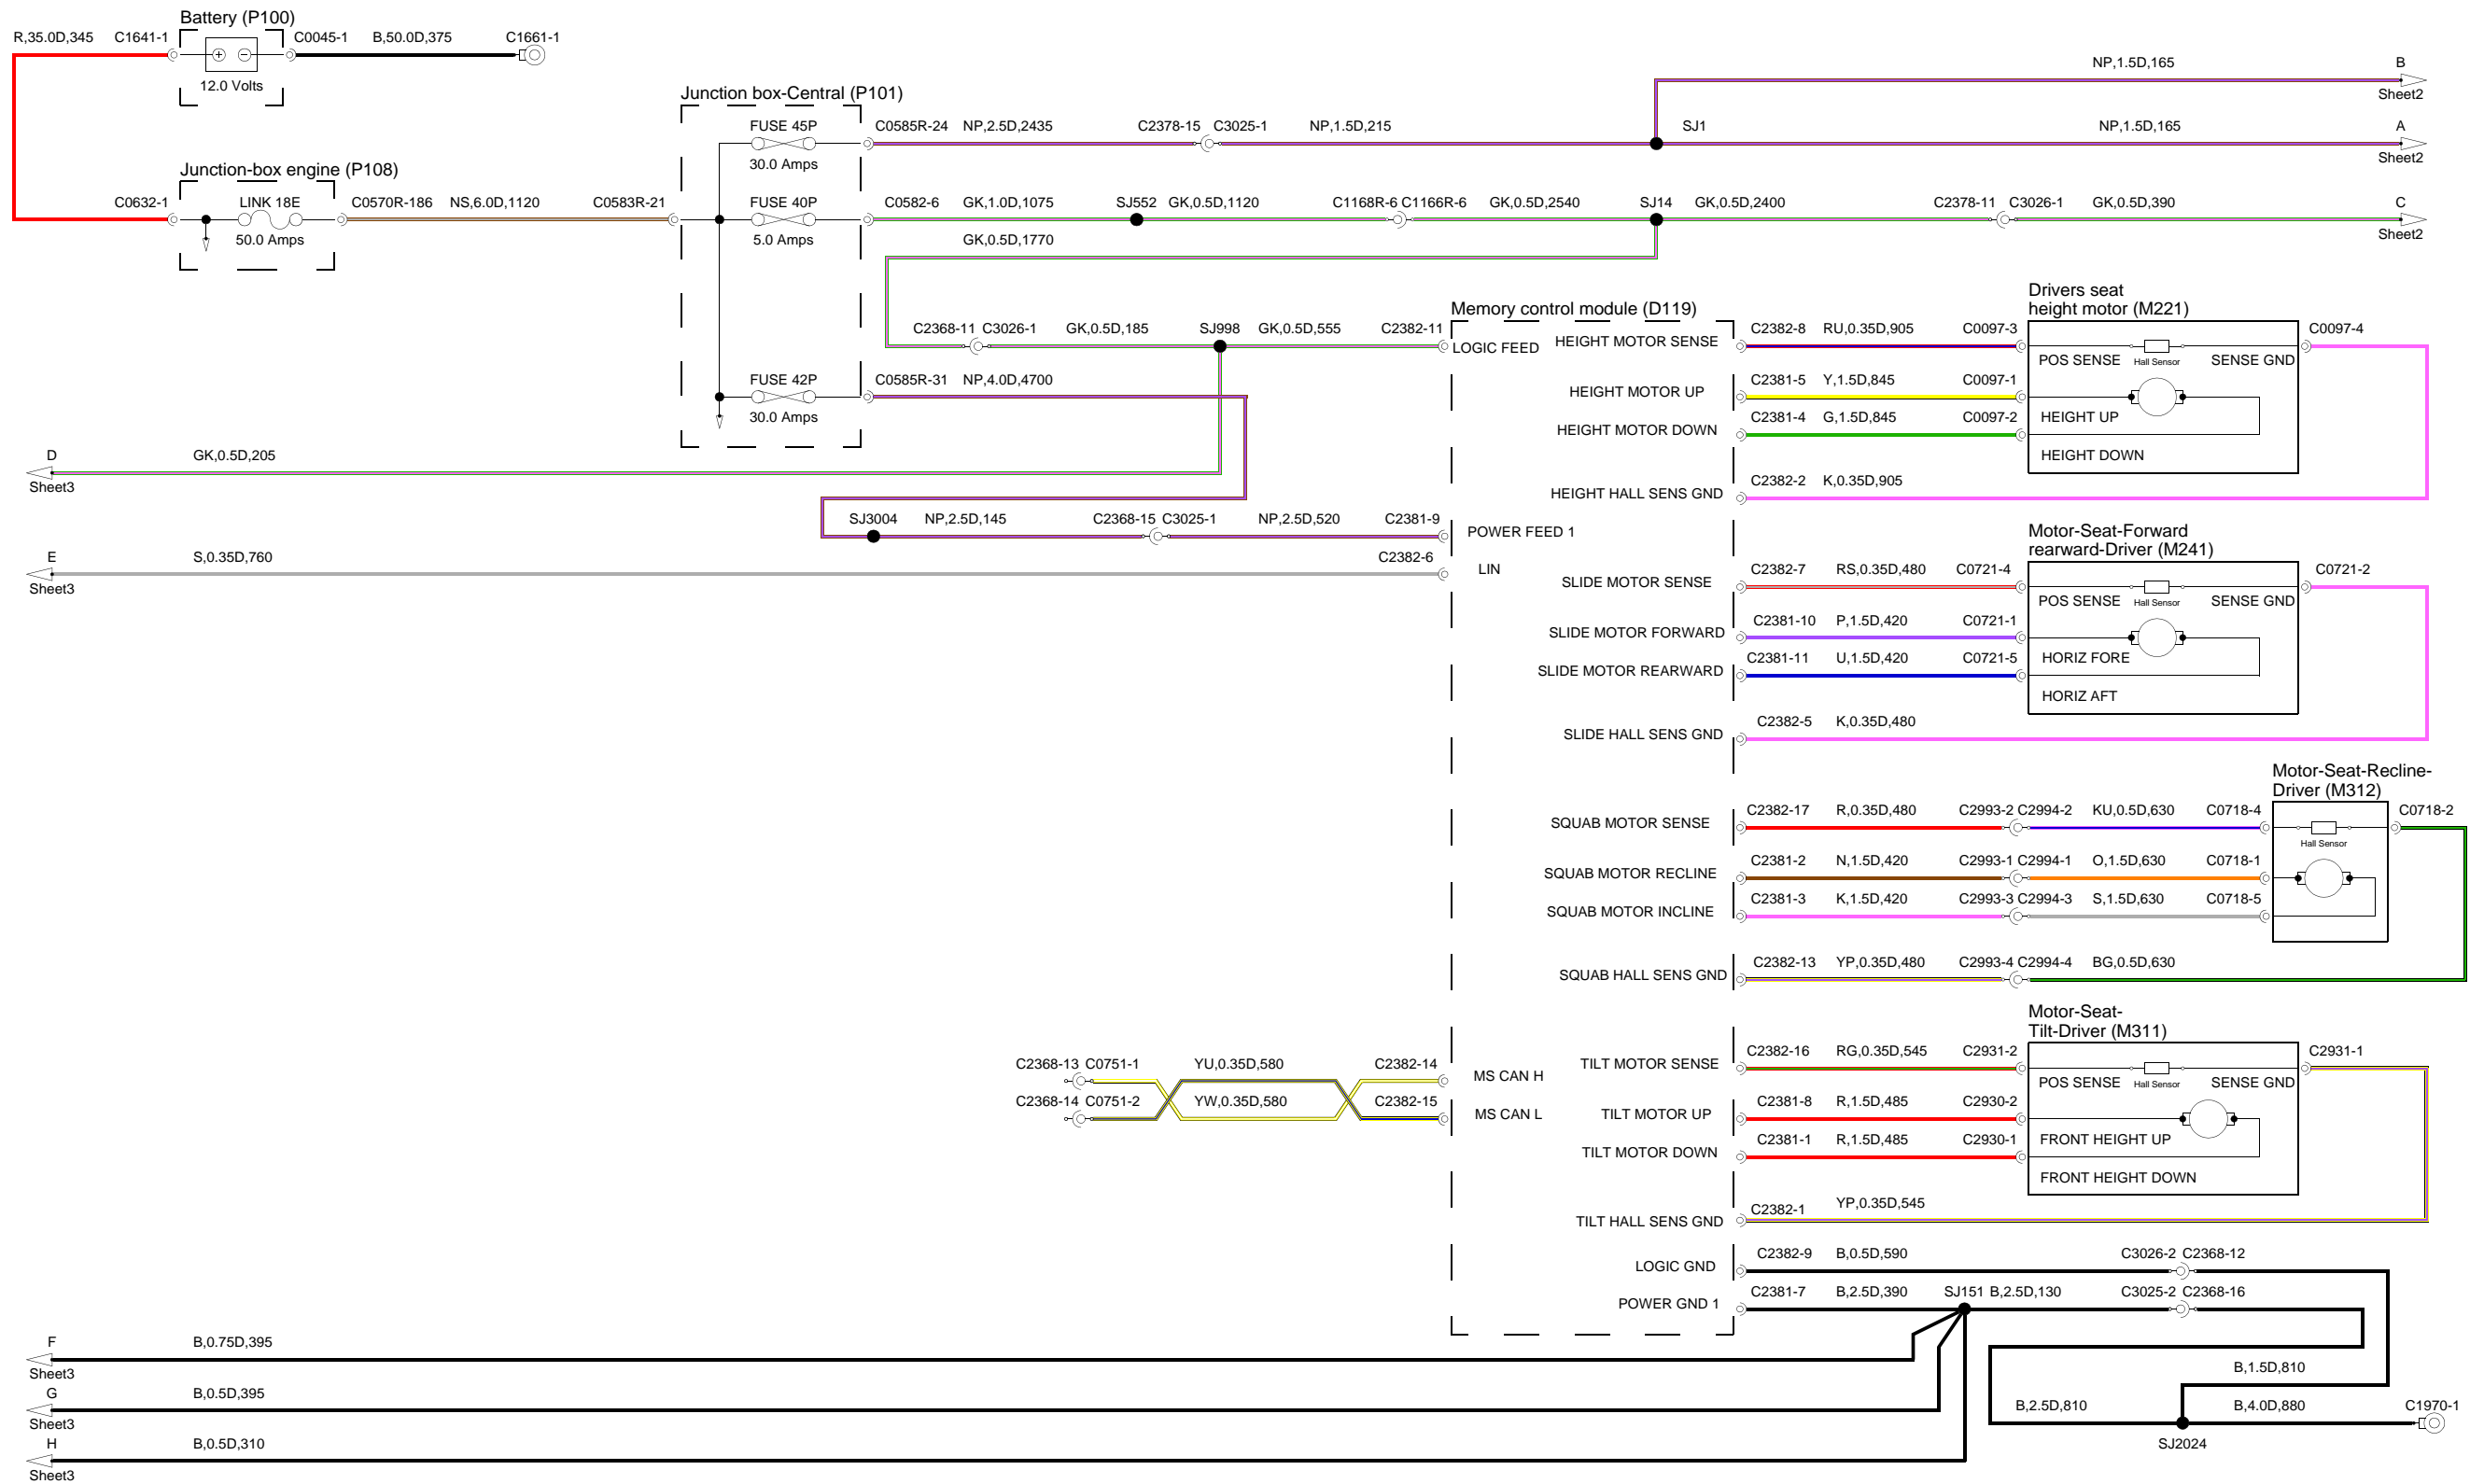 Battery (P100)
R,35.0D,345 C1641-1 C0045-1 B,50.0D,375 C1661-1
12.0 Volts
NP,1.5D,165 B
Sheet2
Junction box-Central (P101)
FUSE 45P C0585R-24 NP,2.5D,2435 C2378-15 C3025-1 NP,1.5D,215 SJ1 NP,1.5D,165 A
30.0 Amps Sheet2
Junction-box engine (P108)
C0632-1 LINK 18E C0570R-186 NS,6.0D,1120 C0583R-21 FUSE 40P C0582-6 GK,1.0D,1075 SJ552 GK,0.5D,1120 C1168R-6 C1166R-6 GK,0.5D,2540 SJ14 GK,0.5D,2400 C2378-11 C3026-1 GK,0.5D,390 C
50.0 Amps 5.0 Amps GK,0.5D,1770 Sheet2
Drivers seat
height motor (M221)
Memory control module (D119)
C2368-11 C3026-1 GK,0.5D,185 SJ998 GK,0.5D,555 C2382-11 C2382-8 RU,0.35D,905 C0097-3 C0097-4
LOGIC FEED HEIGHT MOTOR SENSE
POS SENSE Hall Sensor SENSE GND
FUSE 42P C0585R-31 NP,4.0D,4700 C2381-5 Y,1.5D,845 C0097-1
HEIGHT MOTOR UP
30.0 Amps C2381-4 G,1.5D,845 C0097-2 HEIGHT UP
HEIGHT MOTOR DOWN
D GK,0.5D,205 HEIGHT DOWN
Sheet3
HEIGHT HALL SENS GND C2382-2 K,0.35D,905
SJ3004 NP,2.5D,145 C2368-15 C3025-1 NP,2.5D,520 C2381-9
POWER FEED 1
Motor-Seat-Forward
rearward-Driver (M241)
E S,0.35D,760 C2382-6
Sheet3 LIN
SLIDE MOTOR SENSE C2382-7 RS,0.35D,480 C0721-4 C0721-2
POS SENSE Hall Sensor SENSE GND
SLIDE MOTOR FORWARD C2381-10 P,1.5D,420 C0721-1
HORIZ FORE
SLIDE MOTOR REARWARD C2381-11 U,1.5D,420 C0721-5
HORIZ AFT
SLIDE HALL SENS GND C2382-5 K,0.35D,480
Motor-Seat-Recline-
Driver (M312)
SQUAB MOTOR SENSE C2382-17 R,0.35D,480 C2993-2 C2994-2 KU,0.5D,630 C0718-4 C0718-2
Hall Sensor
SQUAB MOTOR RECLINE C2381-2 N,1.5D,420 C2993-1 C2994-1 O,1.5D,630 C0718-1
SQUAB MOTOR INCLINE C2381-3 K,1.5D,420 C2993-3 C2994-3 S,1.5D,630 C0718-5
SQUAB HALL SENS GND C2382-13 YP,0.35D,480 C2993-4 C2994-4 BG,0.5D,630
Motor-Seat-
Tilt-Driver (M311)
C2368-13 C0751-1 YU,0.35D,580 C2382-14 MS CAN H TILT MOTOR SENSE C2382-16 RG,0.35D,545 C2931-2 C2931-1
POS SENSE Hall Sensor SENSE GND
C2368-14 C0751-2 YW,0.35D,580 C2382-15 MS CAN L TILT MOTOR UP C2381-8 R,1.5D,485 C2930-2
FRONT HEIGHT UP
TILT MOTOR DOWN C2381-1 R,1.5D,485 C2930-1
FRONT HEIGHT DOWN
TILT HALL SENS GND C2382-1 YP,0.35D,545
LOGIC GND C2382-9 B,0.5D,590 C3026-2 C2368-12
POWER GND 1 C2381-7 B,2.5D,390 SJ151 B,2.5D,130 C3025-2 C2368-16
F B,0.75D,395
Sheet3 B,1.5D,810
G B,0.5D,395
Sheet3 B,2.5D,810 B,4.0D,880 C1970-1
H B,0.5D,310 SJ2024
Sheet3